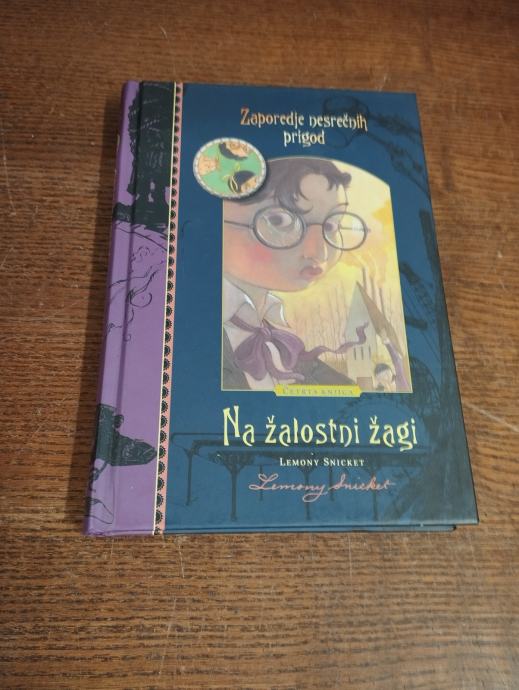 Zaporedje nesrečnih
prigod
ČETRTA KNJIGA
Na žalostni žagi
LEMONY SNICKET
Lemony Snicket